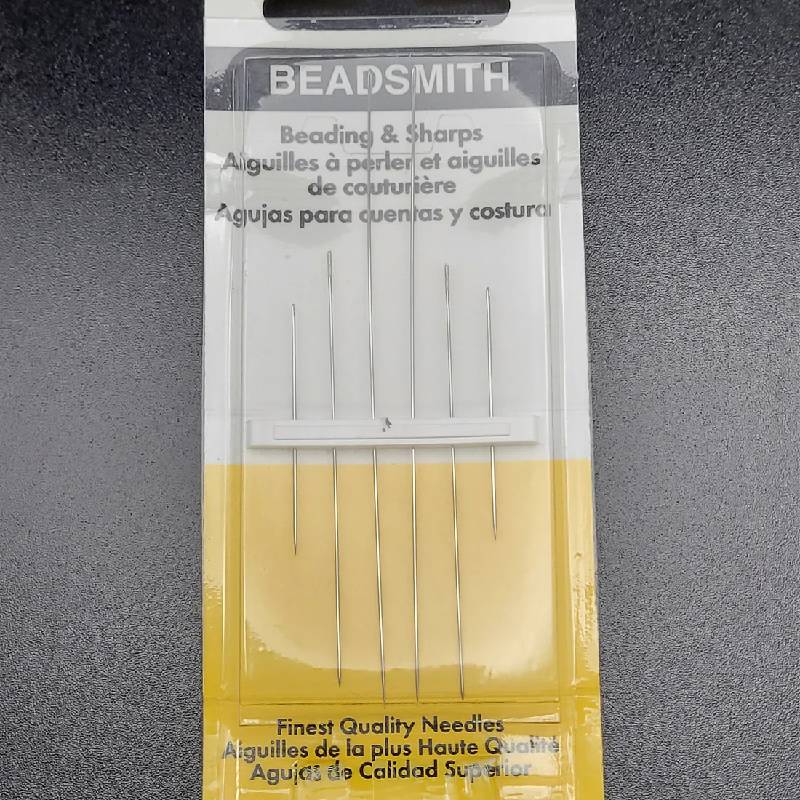 BEADSMITH
Beading & Sharps
Aiguilles à perler et aiguilles
de couturière
Agujas para cuentas y costura
Finest Quality Needles
Aiguilles de la plus Haute Qualité
Agujas de Calidad Superior